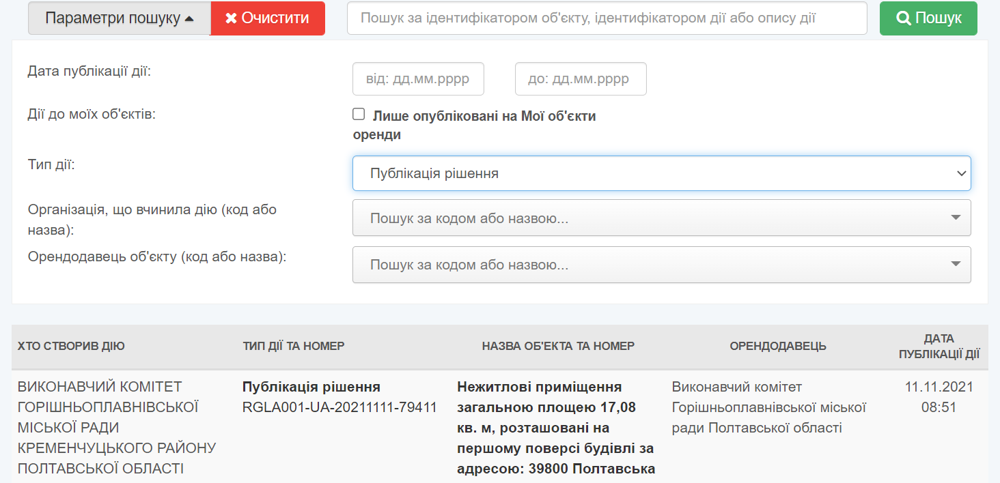 Параметри пошуку
Очистити
Пошук за ідентифікатором об'єкту, ідентифікатором дії або опису дії
Пошук
Дата публікації дії:
від: дд.мм.рррр
до: дд.мм.рррр
Дії до моїх об'єктів:
Лише опубліковані на Мої об'єкти
оренди
Тип дії:
Публікація рішення
Організація, що вчинила дію (код або
назва):
Пошук за кодом або назвою...
Орендодавець об'єкту (код або назва):
Пошук за кодом або назвою...
ХТО СТВОРИВ ДІЮ
ТИП ДІЇ ТА НОМЕР
НАЗВА ОБ'ЕКТА ТА НОМЕР
ОРЕНДОДАВЕЦЬ
ДАТА
ПУБЛІКАЦІЇ ДІЇ
ВИКОНАВЧИЙ КОМІТЕТ
ГОРІШНЬОПЛАВНІВСЬКОЇ
МІСЬКОЇ РАДИ
КРЕМЕНЧУЦЬКОГО РАЙОНУ
ПОЛТАВСЬКОЇ ОБЛАСТІ
Публікація рішення
RGLA001-UA-20211111-79411
Нежитлові приміщення
загальною площею 17,08
кв. м, розташовані на
першому поверсі будівлі за
адресою: 39800 Полтавська
Виконавчий комітет
Горішньоплавнівської міської
ради Полтавської області
11.11.2021
08:51